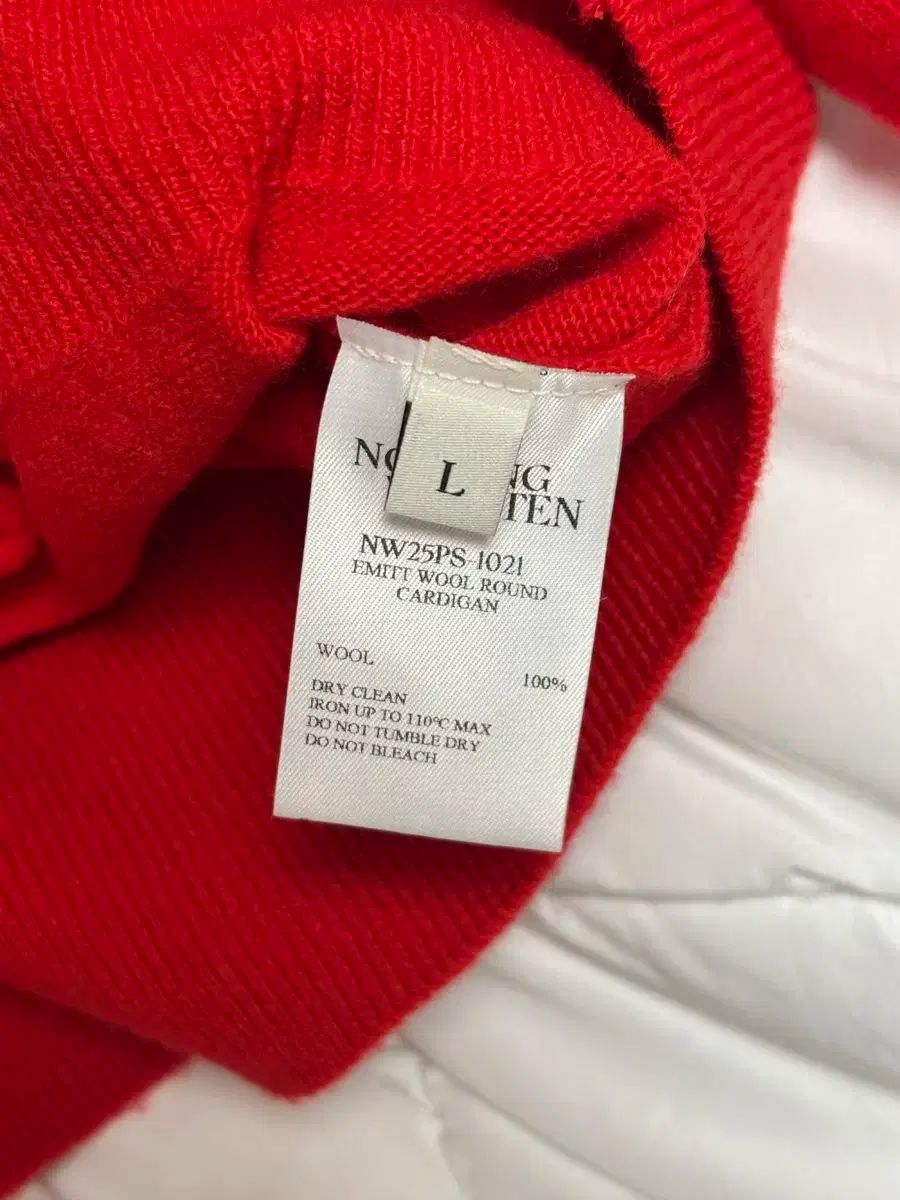 L
NW25PS-1021
EMITT WOOL ROUND
CARDIGAN
WOOL
100%
DRY CLEAN
IRON UP TO 110°C MAX
DO NOT TUMBLE DRY
DO NOT BLEACH